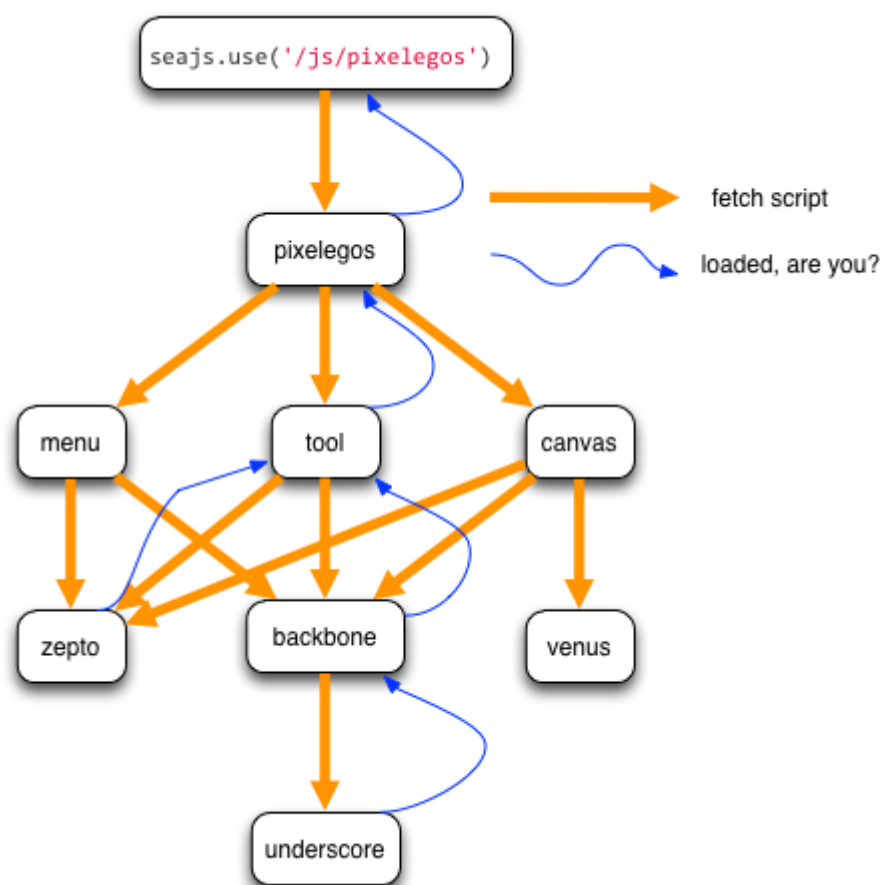 seajs.use('/js/pixelegos')
fetch script
pixelegos
loaded, are you?
menu
tool
canvas
zepto
backbone
venus
underscore